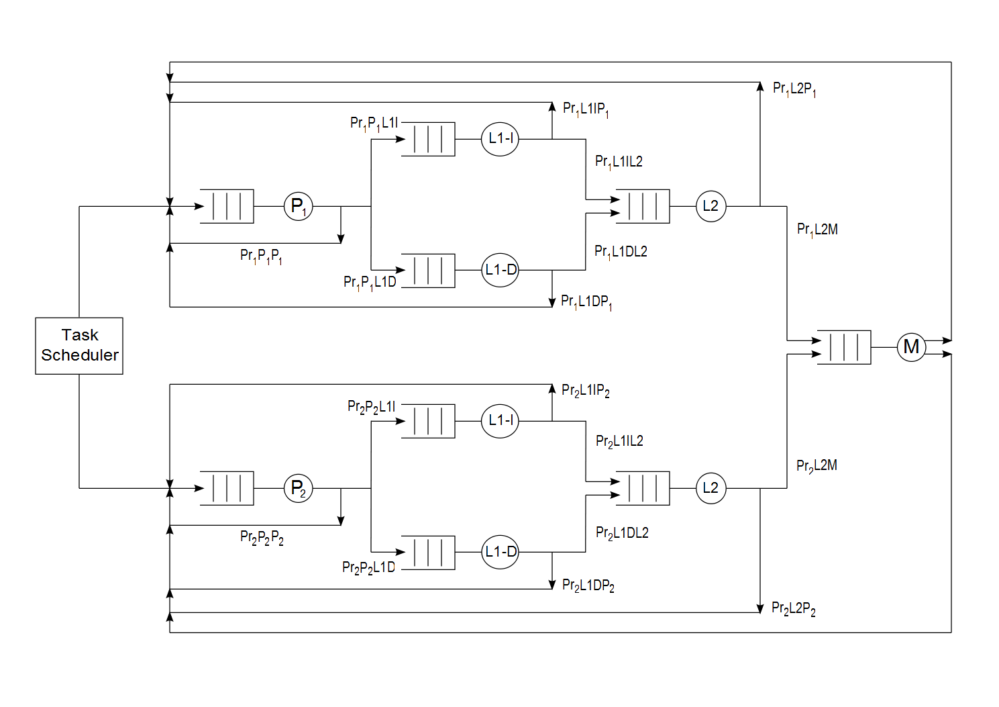 Pr1L2P1
Pr1L1IP1
Pr1P1L1I
L1-I
Pr1L1IL2
P1
L2
Pr1L2M
Pr1P1P1
Pr1L1DL2
L1-D
Pr1P1L1D
Pr1L1DP1
Task
Scheduler
M
Pr2L1IP2
Pr2P2L1I
L1-I
Pr2L1IL2
Pr2L2M
P2
L2
Pr2P2P2
Pr2L1DL2
L1-D
Pr2P2L1D
Pr2L1DP2
Pr2L2P2